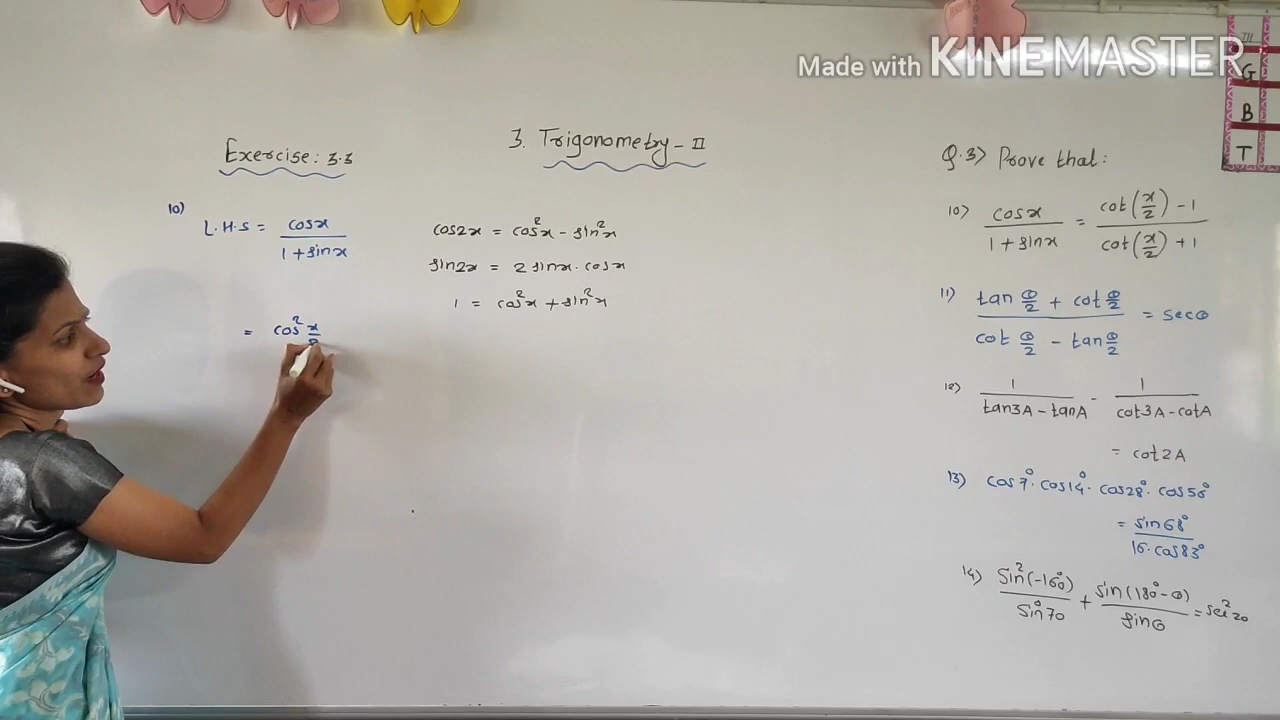 Made with KINEMASTER
TH
G
B
T
3. Trigonometry - II
Exercise: 3.3
10)
L.H.S = cosx / 1 + sinx
= cos² x/2
cos2x = cos²x - sin²x
sin2x = 2 sinx · cosx
1 = cos²x + sin²x
Q.3) Prove that:
10) cosx / 1 + sinx = cot(x/2) - 1 / cot(x/2) + 1
11) tan θ/2 + cot θ/2 / cot θ/2 - tan θ/2 = secθ
12) 1 / tan3A - tanA - 1 / cot3A - cotA
= cot2A
13) cos7° · cos14° · cos28° · cos56°
= sin68° / 16·cos83°
14) Sin²(-160°) / Sin°70 + sin(180° - θ) / sinθ = sec²20